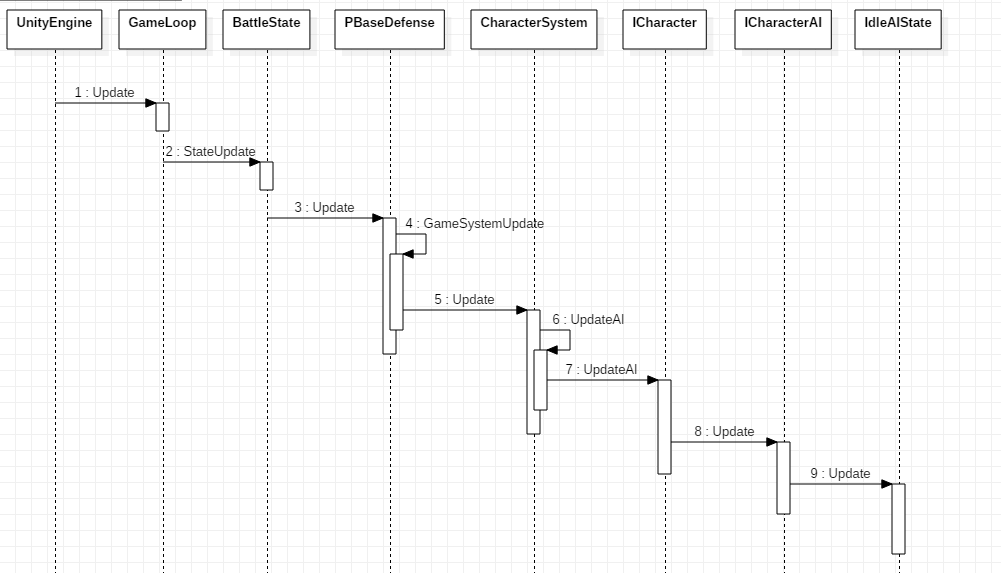 UnityEngine
GameLoop
BattleState
PBaseDefense
CharacterSystem
ICharacter
ICharacterAI
IdleAIState
1 : Update
2 : StateUpdate
3 : Update
4 : GameSystemUpdate
5 : Update
6 : UpdateAI
7 : UpdateAI
8 : Update
9 : Update